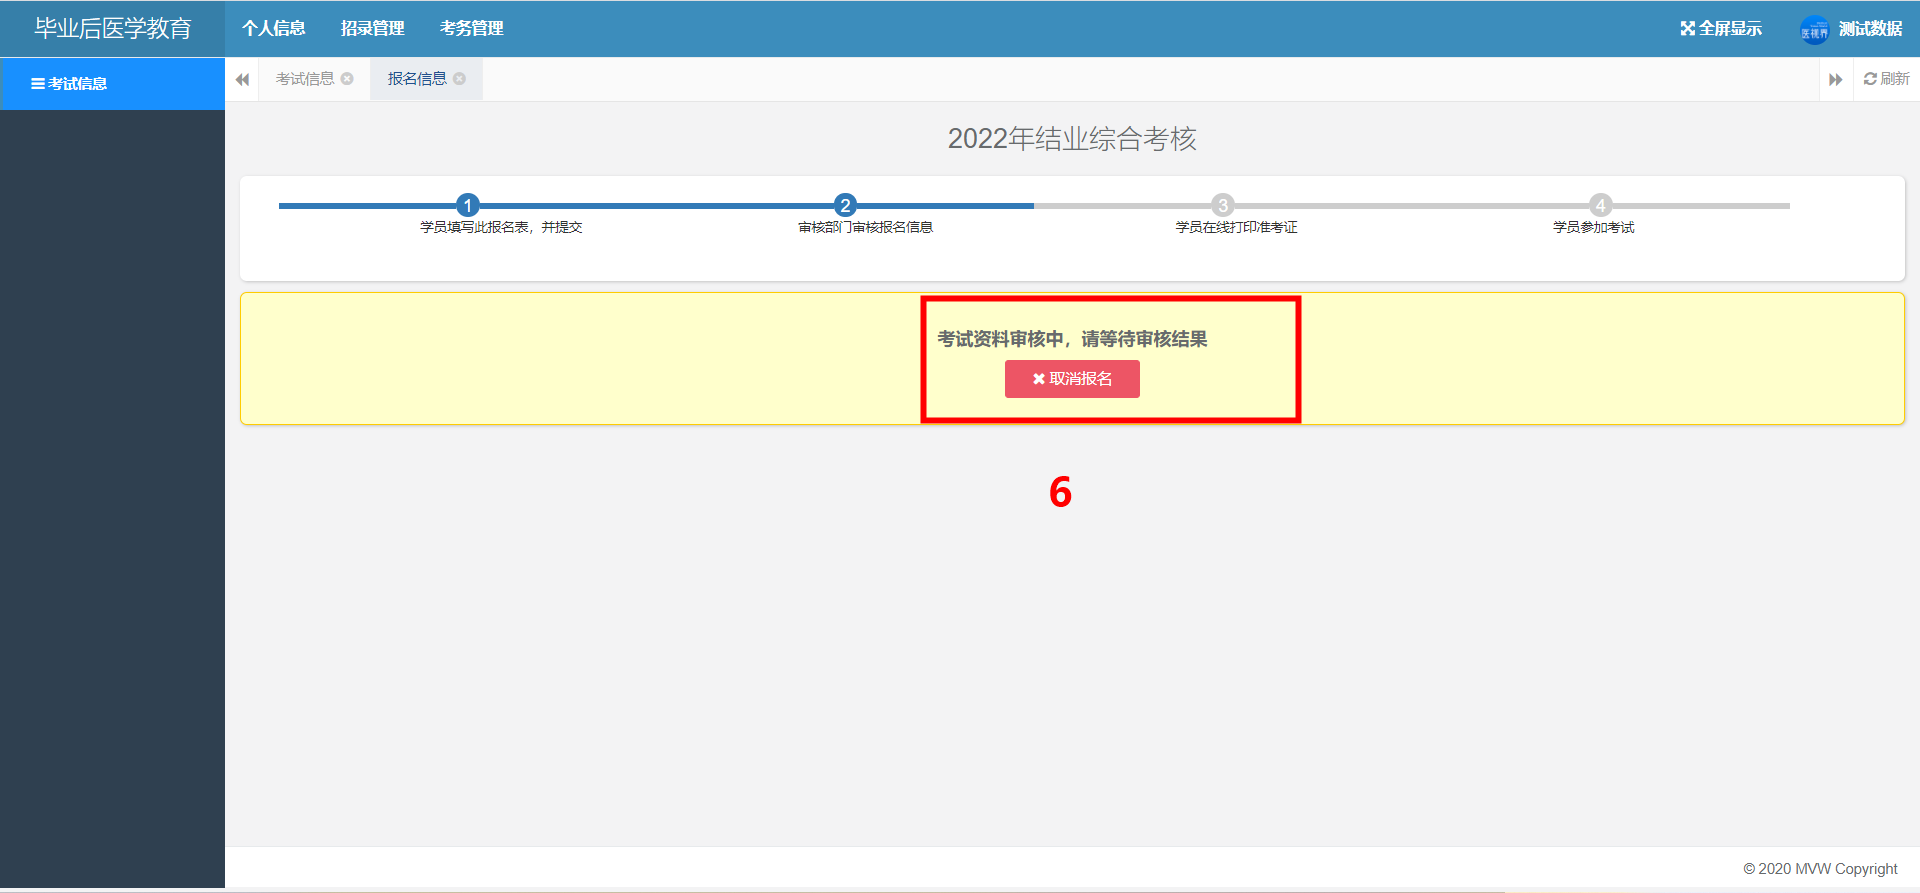 毕业后医学教育
个人信息 招录管理 考务管理
全屏显示
医视界
测试数据
考试信息
考试信息
报名信息
刷新
2022年结业综合考核
1
2
3
4
学员填写此报名表，并提交
审核部门审核报名信息
学员在线打印准考证
学员参加考试
考试资料审核中，请等待审核结果
取消报名
6
© 2020 MVW Copyright